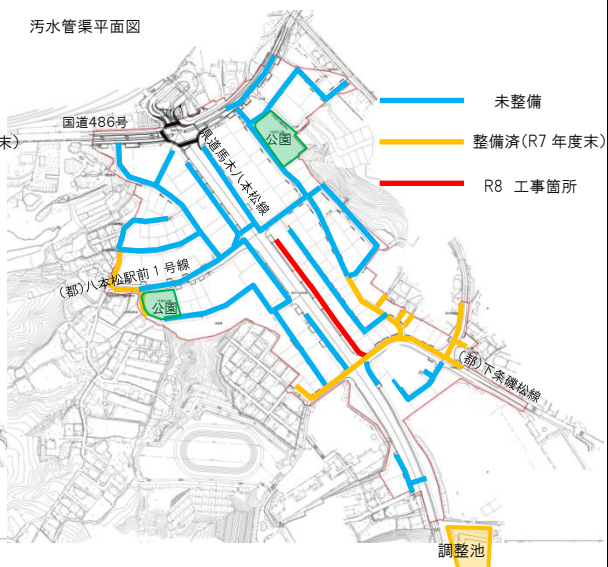 汚水管渠平面図
未整備
国道486号
末)
整備済(R7 年度末)
県道馬木八本松線
公園
R8 工事箇所
(都)八本松駅前1号線
公園
(都)下条磯松線
調整池